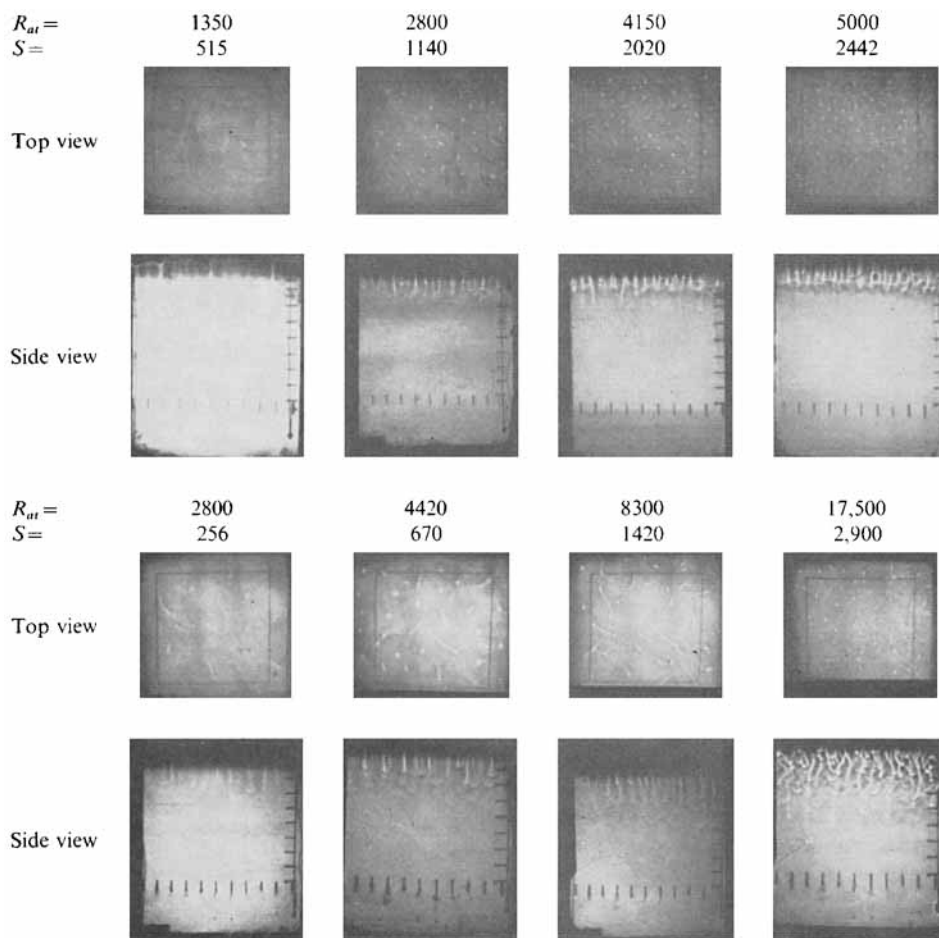 R_at = 1350 2800 4150 5000
S = 515 1140 2020 2442
Top view
Side view
R_at = 2800 4420 8300 17,500
S = 256 670 1420 2,900
Top view
Side view